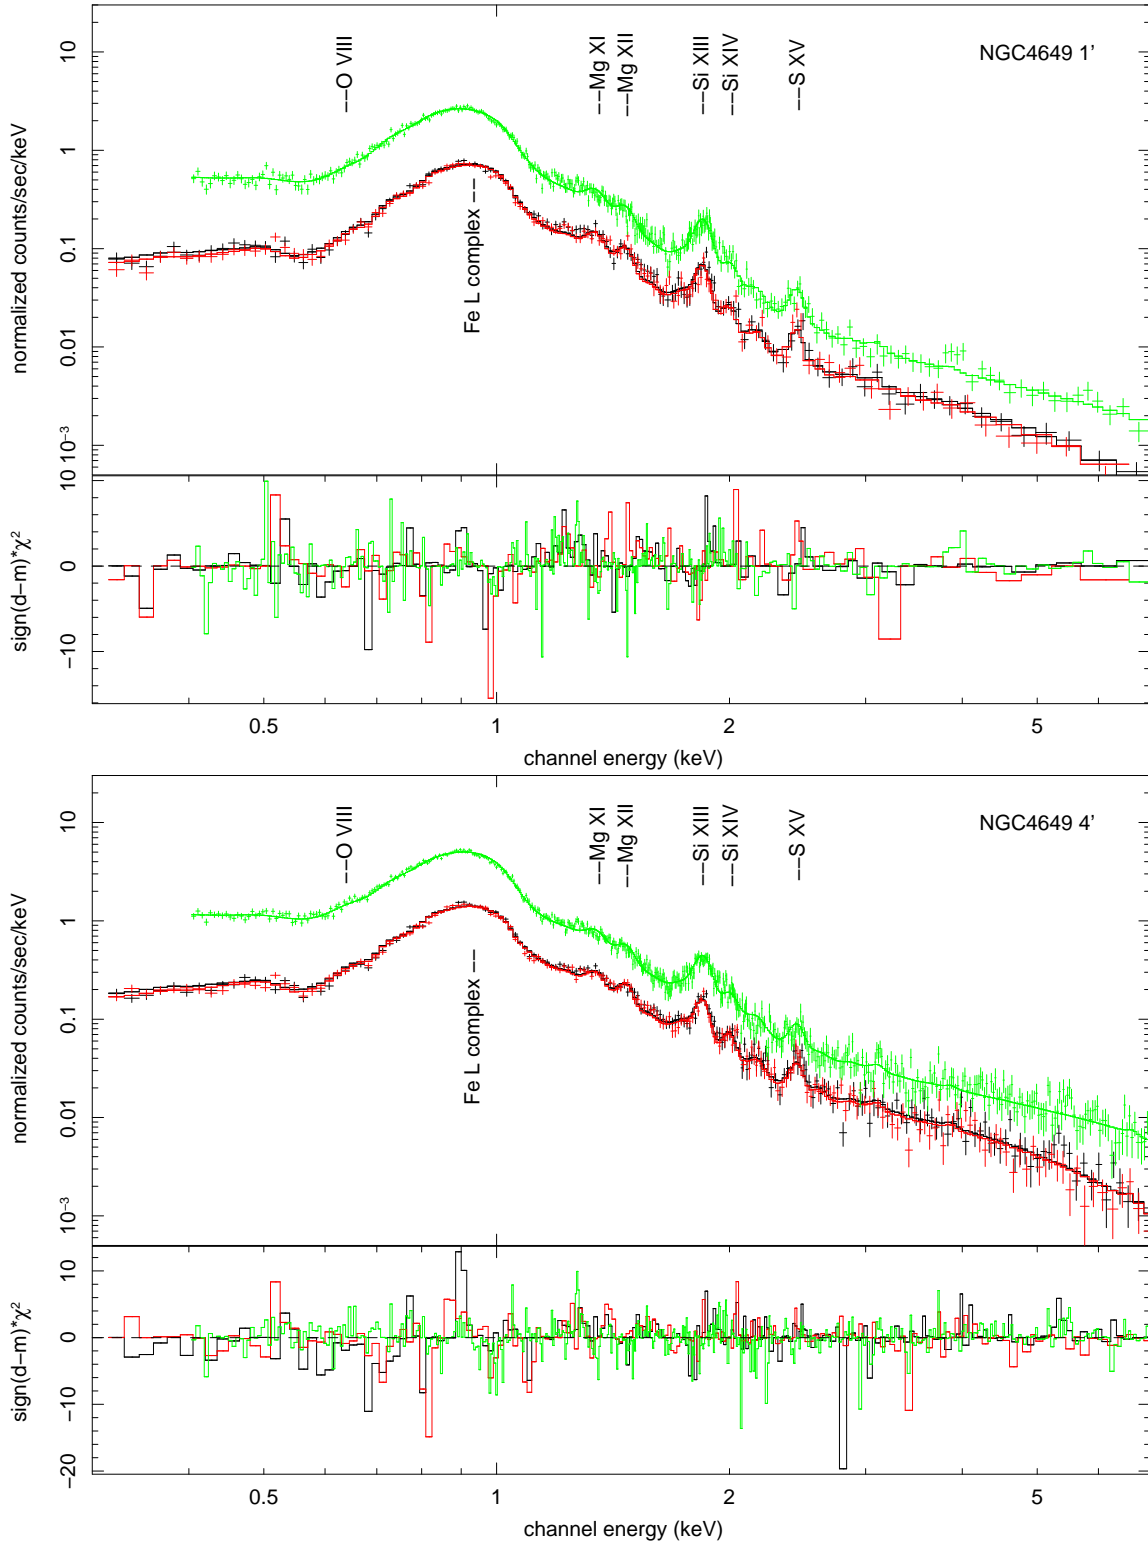 NGC4649 1'
−−O VIII
−−Mg XI
−−Mg XII
−−Si XIII
−−Si XIV
−−S XV
Fe L complex −−
normalized counts/sec/keV
10
1
0.1
0.01
10⁻³
sign(d−m)*χ²
10
0
−10
0.5
1
2
5
channel energy (keV)
NGC4649 4'
−−O VIII
−−Mg XI
−−Mg XII
−−Si XIII
−−Si XIV
−−S XV
Fe L complex −−
normalized counts/sec/keV
10
1
0.1
0.01
10⁻³
sign(d−m)*χ²
10
0
−10
−20
0.5
1
2
5
channel energy (keV)